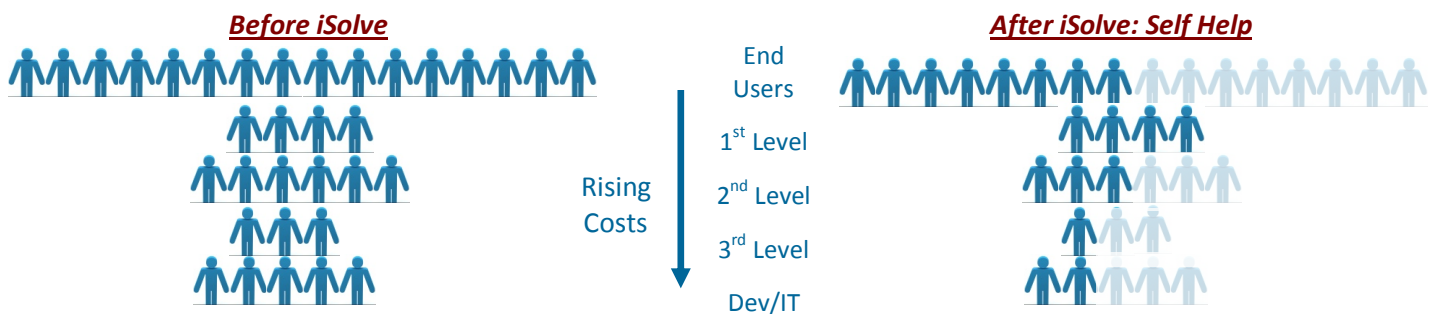 Before iSolve
After iSolve: Self Help
End
Users
1st Level
Rising
Costs
2nd Level
3rd Level
Dev/IT